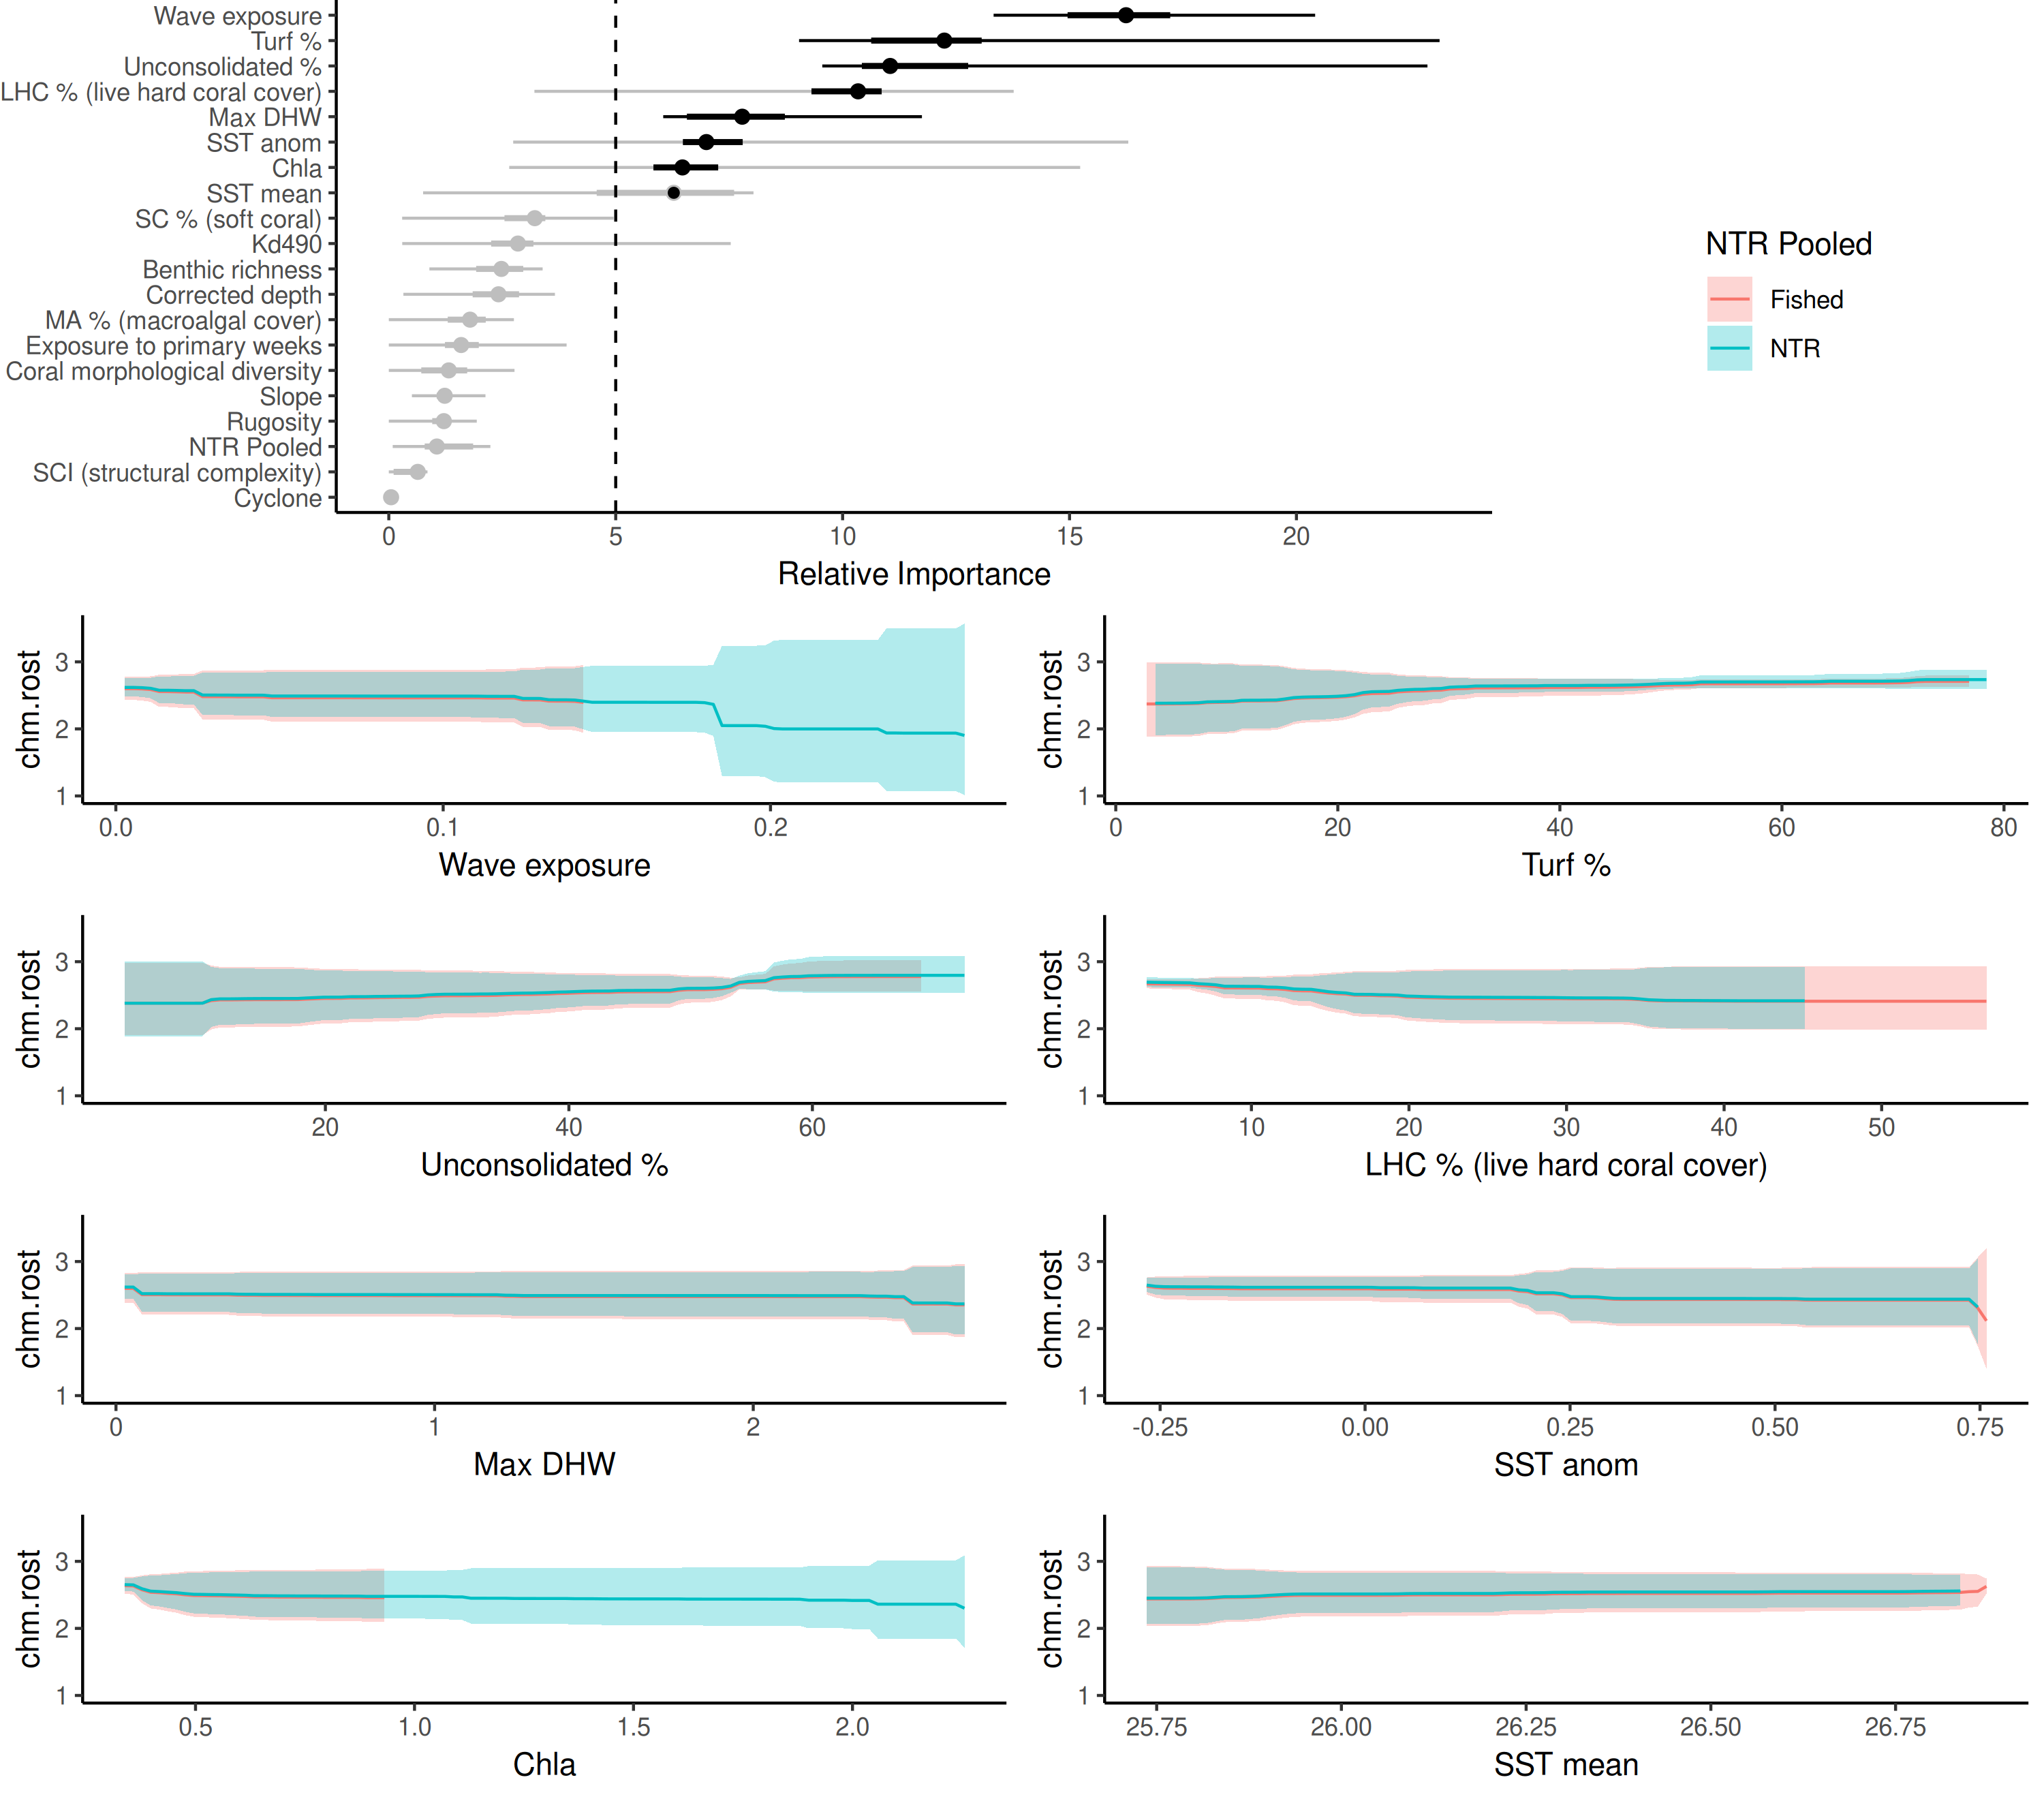 Wave exposure
Turf %
Unconsolidated %
LHC % (live hard coral cover)
Max DHW
SST anom
Chla
SST mean
SC % (soft coral)
Kd490
Benthic richness
Corrected depth
MA % (macroalgal cover)
Exposure to primary weeks
Coral morphological diversity
Slope
Rugosity
NTR Pooled
SCI (structural complexity)
Cyclone
0 5 10 15 20
Relative Importance
NTR Pooled
Fished
NTR
chm.rost
3
2
1
0.0 0.1 0.2
Wave exposure
chm.rost
3
2
1
0 20 40 60 80
Turf %
chm.rost
3
2
1
20 40 60
Unconsolidated %
chm.rost
3
2
1
10 20 30 40 50
LHC % (live hard coral cover)
chm.rost
3
2
1
0 1 2
Max DHW
chm.rost
3
2
1
-0.25 0.00 0.25 0.50 0.75
SST anom
chm.rost
3
2
1
0.5 1.0 1.5 2.0
Chla
chm.rost
3
2
1
25.75 26.00 26.25 26.50 26.75
SST mean